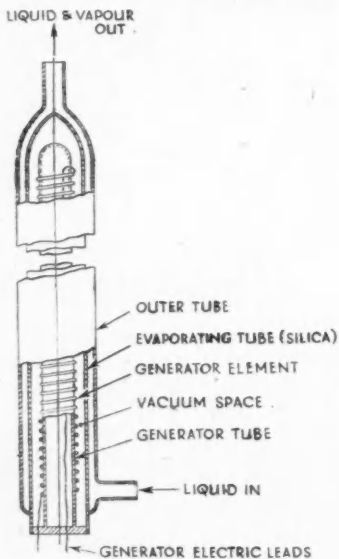 LIQUID & VAPOUR
OUT
OUTER TUBE
EVAPORATING TUBE (SILICA)
GENERATOR ELEMENT
VACUUM SPACE
GENERATOR TUBE
LIQUID IN
GENERATOR ELECTRIC LEADS